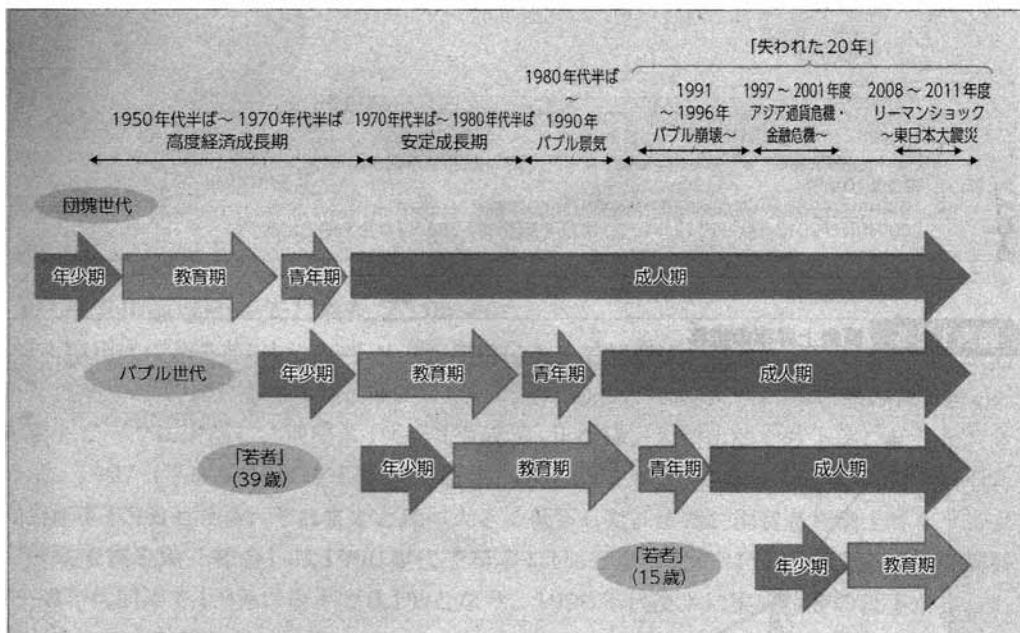 「失われた20年」
1980年代半ば
～
1990年
バブル景気
1991
～1996年
バブル崩壊～
1997～2001年度
アジア通貨危機・
金融危機～
2008～2011年度
リーマンショック
～東日本大震災
1950年代半ば～1970年代半ば
高度経済成長期
1970年代半ば～1980年代半ば
安定成長期
団塊世代
年少期
教育期
青年期
成人期
バブル世代
年少期
教育期
青年期
成人期
「若者」
(39歳)
年少期
教育期
青年期
成人期
「若者」
(15歳)
年少期
教育期